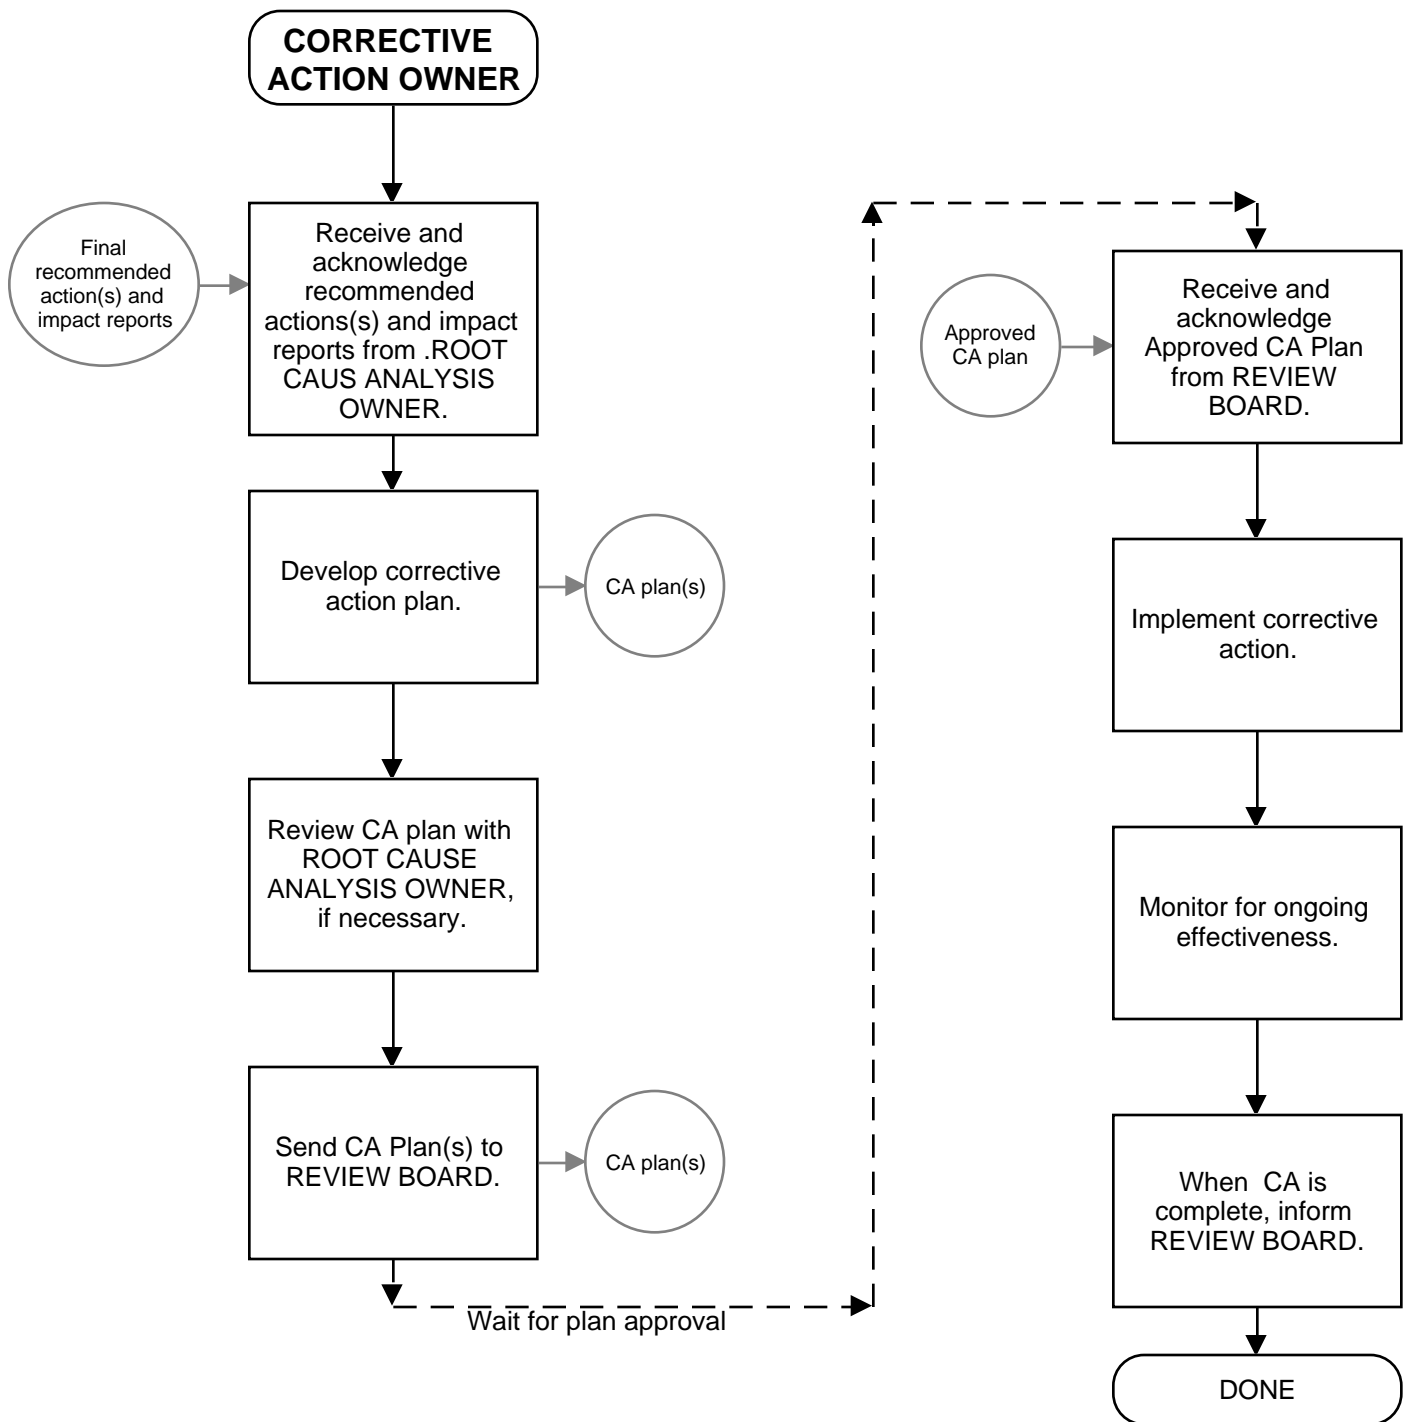 CORRECTIVE
ACTION OWNER
Final
recommended
action(s) and
impact reports
Receive and
acknowledge
recommended
actions(s) and impact
reports from .ROOT
CAUS ANALYSIS
OWNER.
Develop corrective
action plan.
CA plan(s)
Review CA plan with
ROOT CAUSE
ANALYSIS OWNER,
if necessary.
Send CA Plan(s) to
REVIEW BOARD.
CA plan(s)
Wait for plan approval
Approved
CA plan
Receive and
acknowledge
Approved CA Plan
from REVIEW
BOARD.
Implement corrective
action.
Monitor for ongoing
effectiveness.
When  CA is
complete, inform
REVIEW BOARD.
DONE